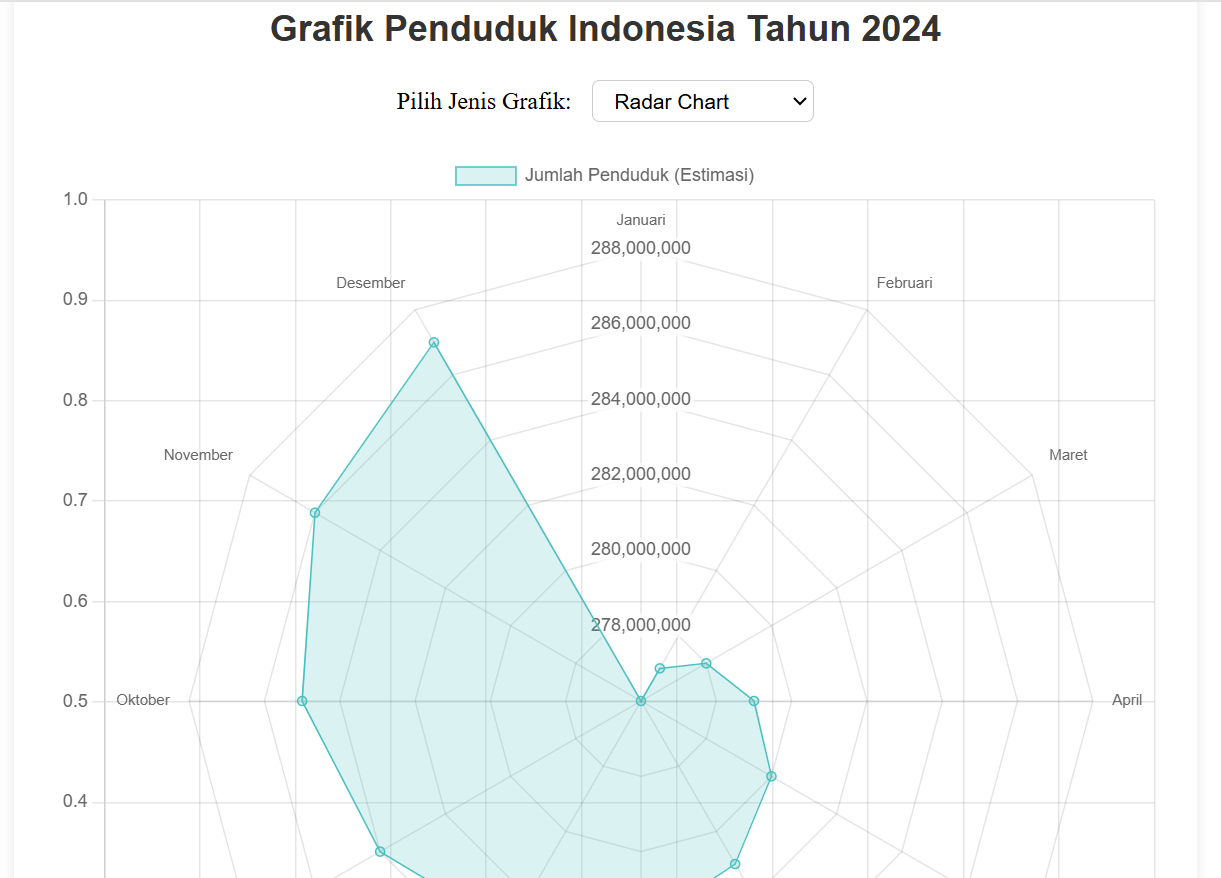 Grafik Penduduk Indonesia Tahun 2024
Pilih Jenis Grafik: Radar Chart
Jumlah Penduduk (Estimasi)
1.0
Januari
288,000,000
Desember
Februari
0.9
286,000,000
0.8
284,000,000
November
Maret
282,000,000
0.7
280,000,000
0.6
278,000,000
0.5
Oktober
April
0.4